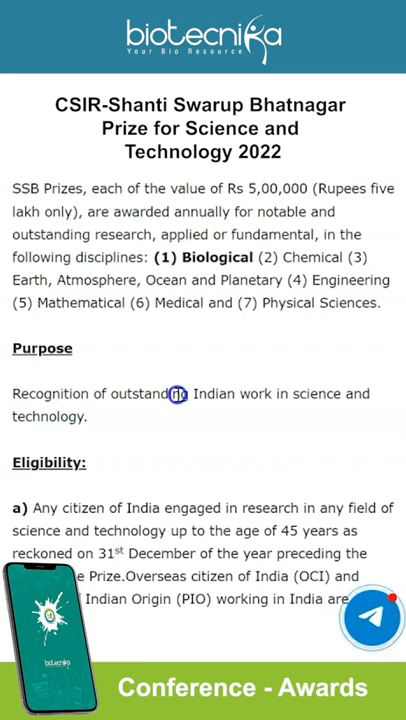 biotecnika
Your Bio Resource
CSIR-Shanti Swarup Bhatnagar
Prize for Science and
Technology 2022
SSB Prizes, each of the value of Rs 5,00,000 (Rupees five
lakh only), are awarded annually for notable and
outstanding research, applied or fundamental, in the
following disciplines: (1) Biological (2) Chemical (3)
Earth, Atmosphere, Ocean and Planetary (4) Engineering
(5) Mathematical (6) Medical and (7) Physical Sciences.
Purpose
Recognition of outstanding Indian work in science and
technology.
Eligibility:
a) Any citizen of India engaged in research in any field of
science and technology up to the age of 45 years as
reckoned on 31st December of the year preceding the
Prize.Overseas citizen of India (OCI) and
Indian Origin (PIO) working in India are
biotecnika
Conference - Awards